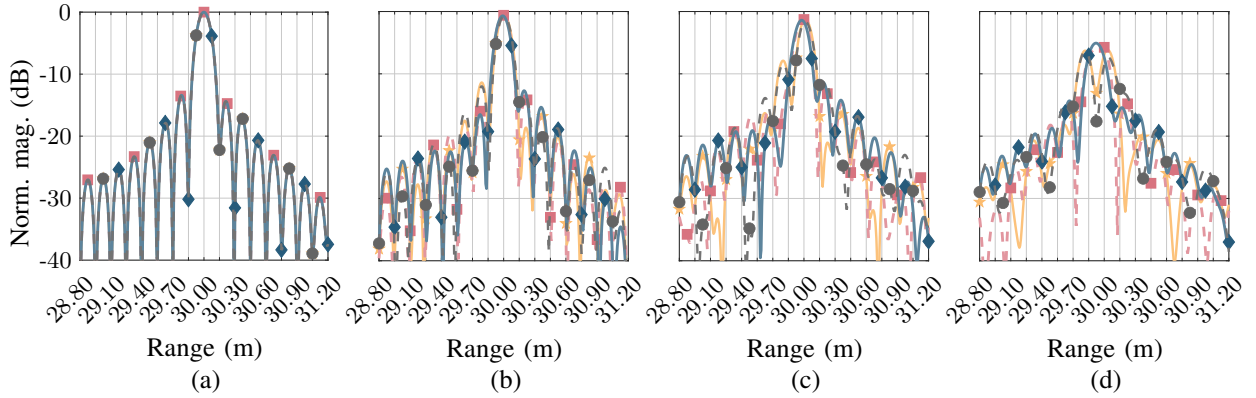 Norm. mag. (dB)
0
-10
-20
-30
-40
28.80 29.10 29.40 29.70 30.00 30.30 30.60 30.90 31.20
28.80 29.10 29.40 29.70 30.00 30.30 30.60 30.90 31.20
28.80 29.10 29.40 29.70 30.00 30.30 30.60 30.90 31.20
28.80 29.10 29.40 29.70 30.00 30.30 30.60 30.90 31.20
Range (m) Range (m) Range (m) Range (m)
(a) (b) (c) (d)